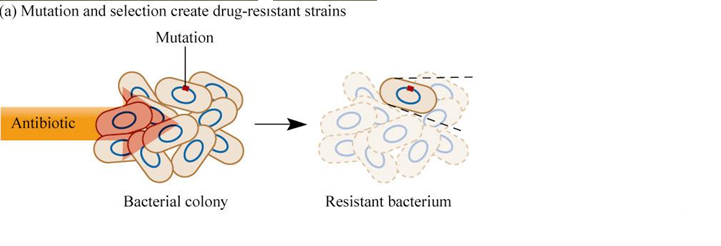 (a) Mutation and selection create drug-resistant strains
Mutation
Antibiotic
Bacterial colony
Resistant bacterium